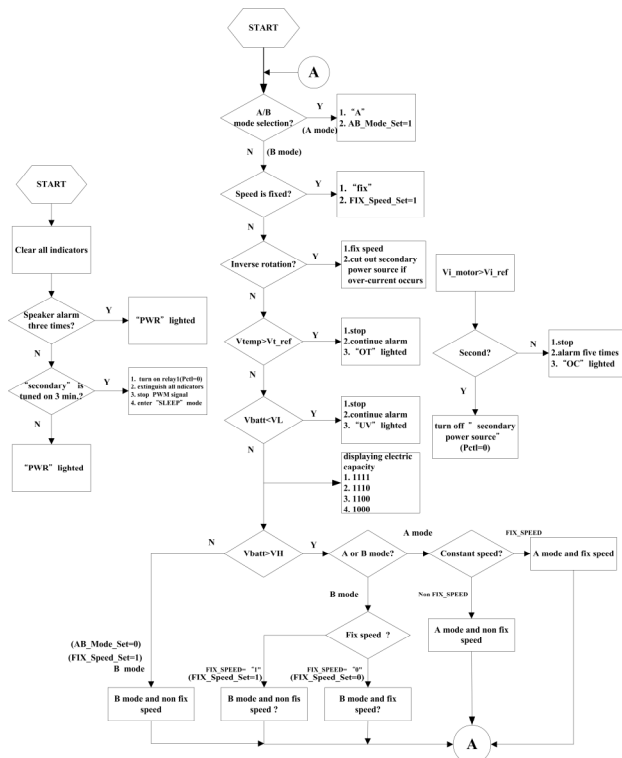 START
A
A/B
mode selection?
Y
(A mode)
1. “A”
2. AB_Mode_Set=1
N
(B mode)
Speed is fixed?
Y
1. “fix”
2. FIX_Speed_Set=1
N
Inverse rotation?
Y
1.fix speed
2.cut out secondary
power source if
over-current occurs
N
Vtemp>Vt_ref
Y
1.stop
2.continue alarm
3. “OT” lighted
N
Vbatt<VL
Y
1.stop
2.continue alarm
3. “UV” lighted
N
displaying electric
capacity
1. 1111
2. 1110
3. 1100
4. 1000
START
Clear all indicators
Speaker alarm
three times?
Y
“PWR” lighted
N
“secondary” is
tuned on 3 min.?
Y
1. turn on relay1(Pctl=0)
2. extinguish all indicators
3. stop PWM signal
4. enter “SLEEP” mode
N
“PWR” lighted
Vi_motor>Vi_ref
Second?
N
1.stop
2.alarm five times
3. “OC” lighted
Y
turn off “ secondary
power source”
(Pctl=0)
N
Vbatt>VH
Y
A or B mode?
A mode
Constant speed?
FIX_SPEED
A mode and fix speed
B mode
Non FIX_SPEED
A mode and non fix
speed
Fix speed ?
(AB_Mode_Set=0)
(FIX_Speed_Set=1)
B mode
FIX_SPEED= “1”
(FIX_Speed_Set=1)
FIX_SPEED= “0”
(FIX_Speed_Set=0)
B mode and non fix
speed
B mode and non fis
speed ?
B mode and fix
speed?
A